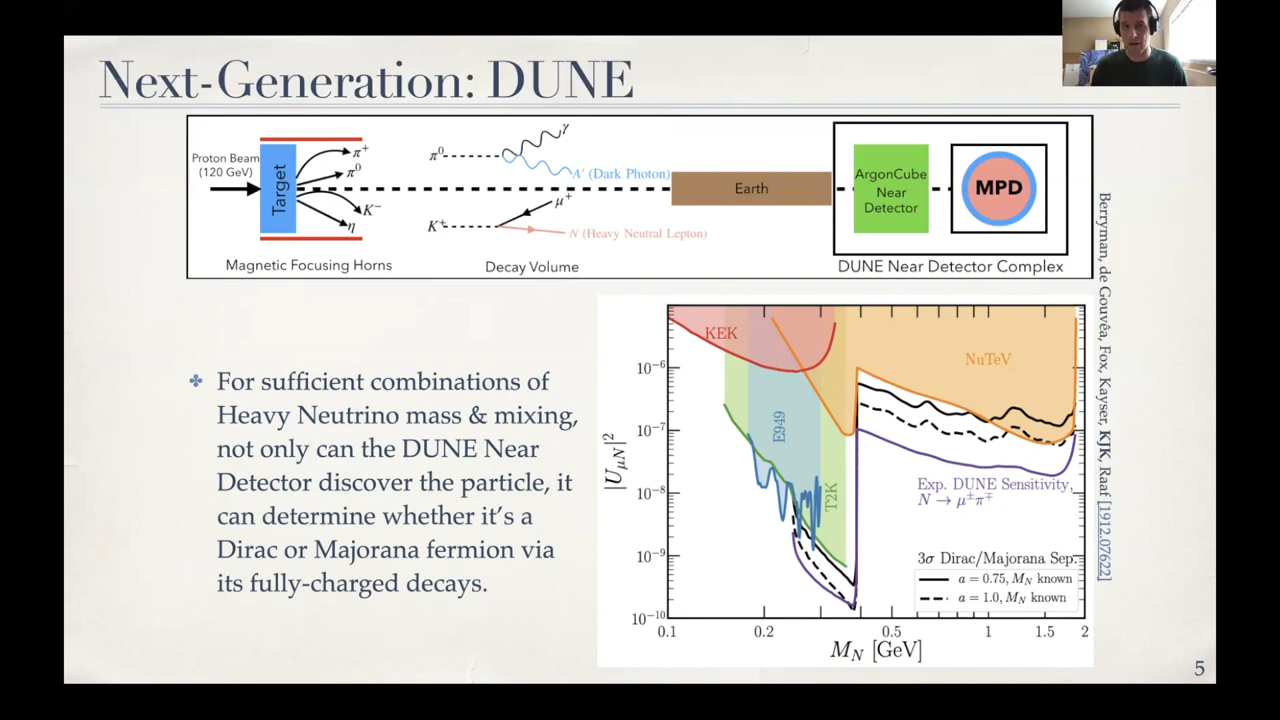 Next-Generation: DUNE
Proton Beam
(120 GeV)
Target
π⁺
π⁰
K⁻
η
Magnetic Focusing Horns
π⁰
γ
A′ (Dark Photon)
K⁺
μ⁺
N (Heavy Neutral Lepton)
Decay Volume
Earth
ArgonCube
Near
Detector
MPD
DUNE Near Detector Complex
Berryman, de Gouvêa, Fox, Kayser, KJK, Raaf [1912.07622]
❖ For sufficient combinations of
Heavy Neutrino mass & mixing,
not only can the DUNE Near
Detector discover the particle, it
can determine whether it's a
Dirac or Majorana fermion via
its fully-charged decays.
|U_{μN}|²
10⁻⁶
10⁻⁷
10⁻⁸
10⁻⁹
10⁻¹⁰
KEK
NuTeV
E949
T2K
Exp. DUNE Sensitivity,
N → μ^±π^∓
3σ Dirac/Majorana Sep.
a = 0.75, M_N known
a = 1.0, M_N known
0.1 0.2 0.5 1 1.5 2
M_N [GeV]
5